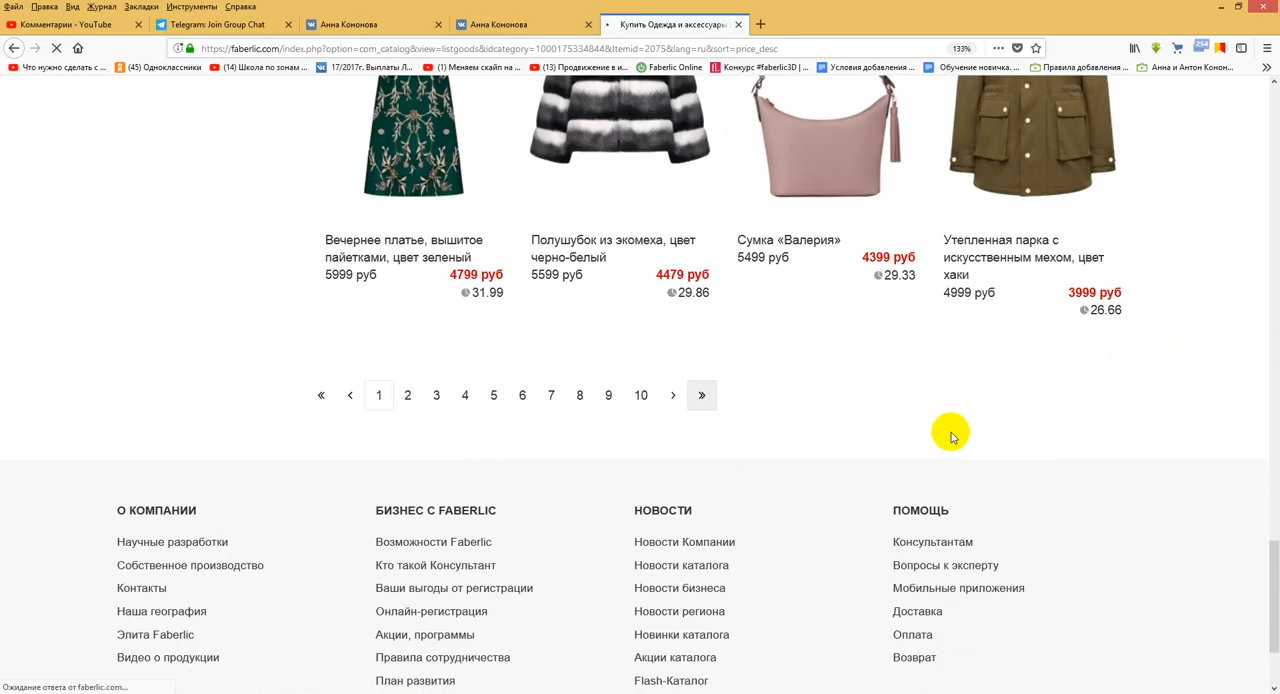 Файл Правка Вид Журнал Закладки Инструменты Справка
Комментарии - YouTube
Telegram: Join Group Chat
Анна Кононова
Анна Кононова
Купить Одежда и аксессуары
https://faberlic.com/index.php?option=com_catalog&view=listgoods&idcategory=1000175334844&Itemid=2075&lang=ru&sort=price_desc
133%
254
Что нужно сделать с ...
(45) Одноклассники
(14) Школа по зонам ...
17/2017г. Выплаты Л...
(1) Меняем скайп на ...
(13) Продвижение в и...
Faberlic Online
Конкурс #faberlic3D | ...
Условия добавления ...
Обучение новичка. ...
Правила добавления ...
Анна и Антон Конон...
Вечернее платье, вышитое
пайетками, цвет зеленый
5999 руб 4799 руб
31.99
Полушубок из экомеха, цвет
черно-белый
5599 руб 4479 руб
29.86
Сумка «Валерия»
5499 руб 4399 руб
29.33
Утепленная парка с
искусственным мехом, цвет
хаки
4999 руб 3999 руб
26.66
« ‹ 1 2 3 4 5 6 7 8 9 10 › »
О КОМПАНИИ
Научные разработки
Собственное производство
Контакты
Наша география
Элита Faberlic
Видео о продукции
БИЗНЕС С FABERLIC
Возможности Faberlic
Кто такой Консультант
Ваши выгоды от регистрации
Онлайн-регистрация
Акции, программы
Правила сотрудничества
План развития
НОВОСТИ
Новости Компании
Новости каталога
Новости бизнеса
Новости региона
Новинки каталога
Акции каталога
Flash-Каталог
ПОМОЩЬ
Консультантам
Вопросы к эксперту
Мобильные приложения
Доставка
Оплата
Возврат
Ожидание ответа от faberlic.com...